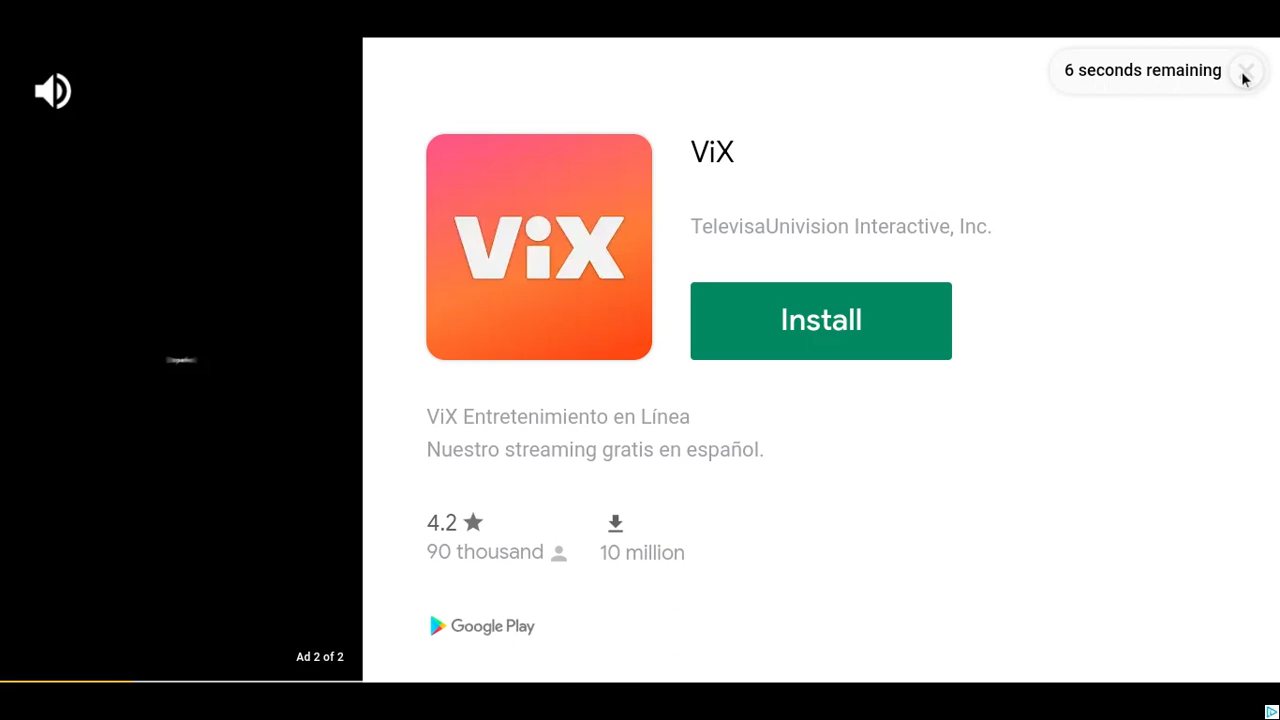 6 seconds remaining
ViX
ViX
TelevisaUnivision Interactive, Inc.
Install
ViX Entretenimiento en Línea
Nuestro streaming gratis en español.
4.2
90 thousand
10 million
Google Play
Ad 2 of 2